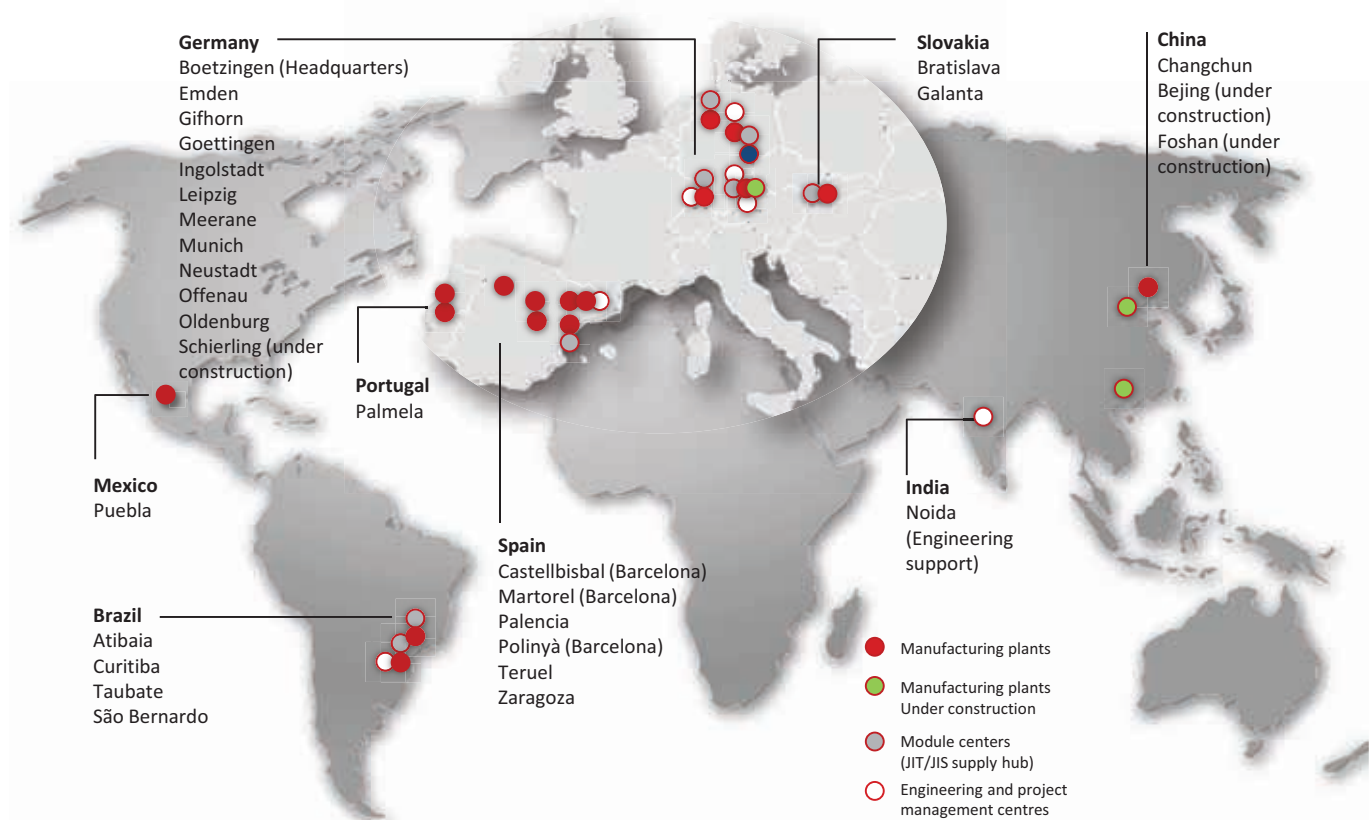 Germany
Boetzingen (Headquarters)
Emden
Gifhorn
Goettingen
Ingolstadt
Leipzig
Meerane
Munich
Neustadt
Offenau
Oldenburg
Schierling (under
construction)
Slovakia
Bratislava
Galanta
China
Changchun
Bejing (under
construction)
Foshan (under
construction)
Portugal
Palmela
Mexico
Puebla
India
Noida
(Engineering
support)
Spain
Castellbisbal (Barcelona)
Martorel (Barcelona)
Palencia
Polinyà (Barcelona)
Teruel
Zaragoza
Brazil
Atibaia
Curitiba
Taubate
São Bernardo
Manufacturing plants
Manufacturing plants
Under construction
Module centers
(JIT/JIS supply hub)
Engineering and project
management centres